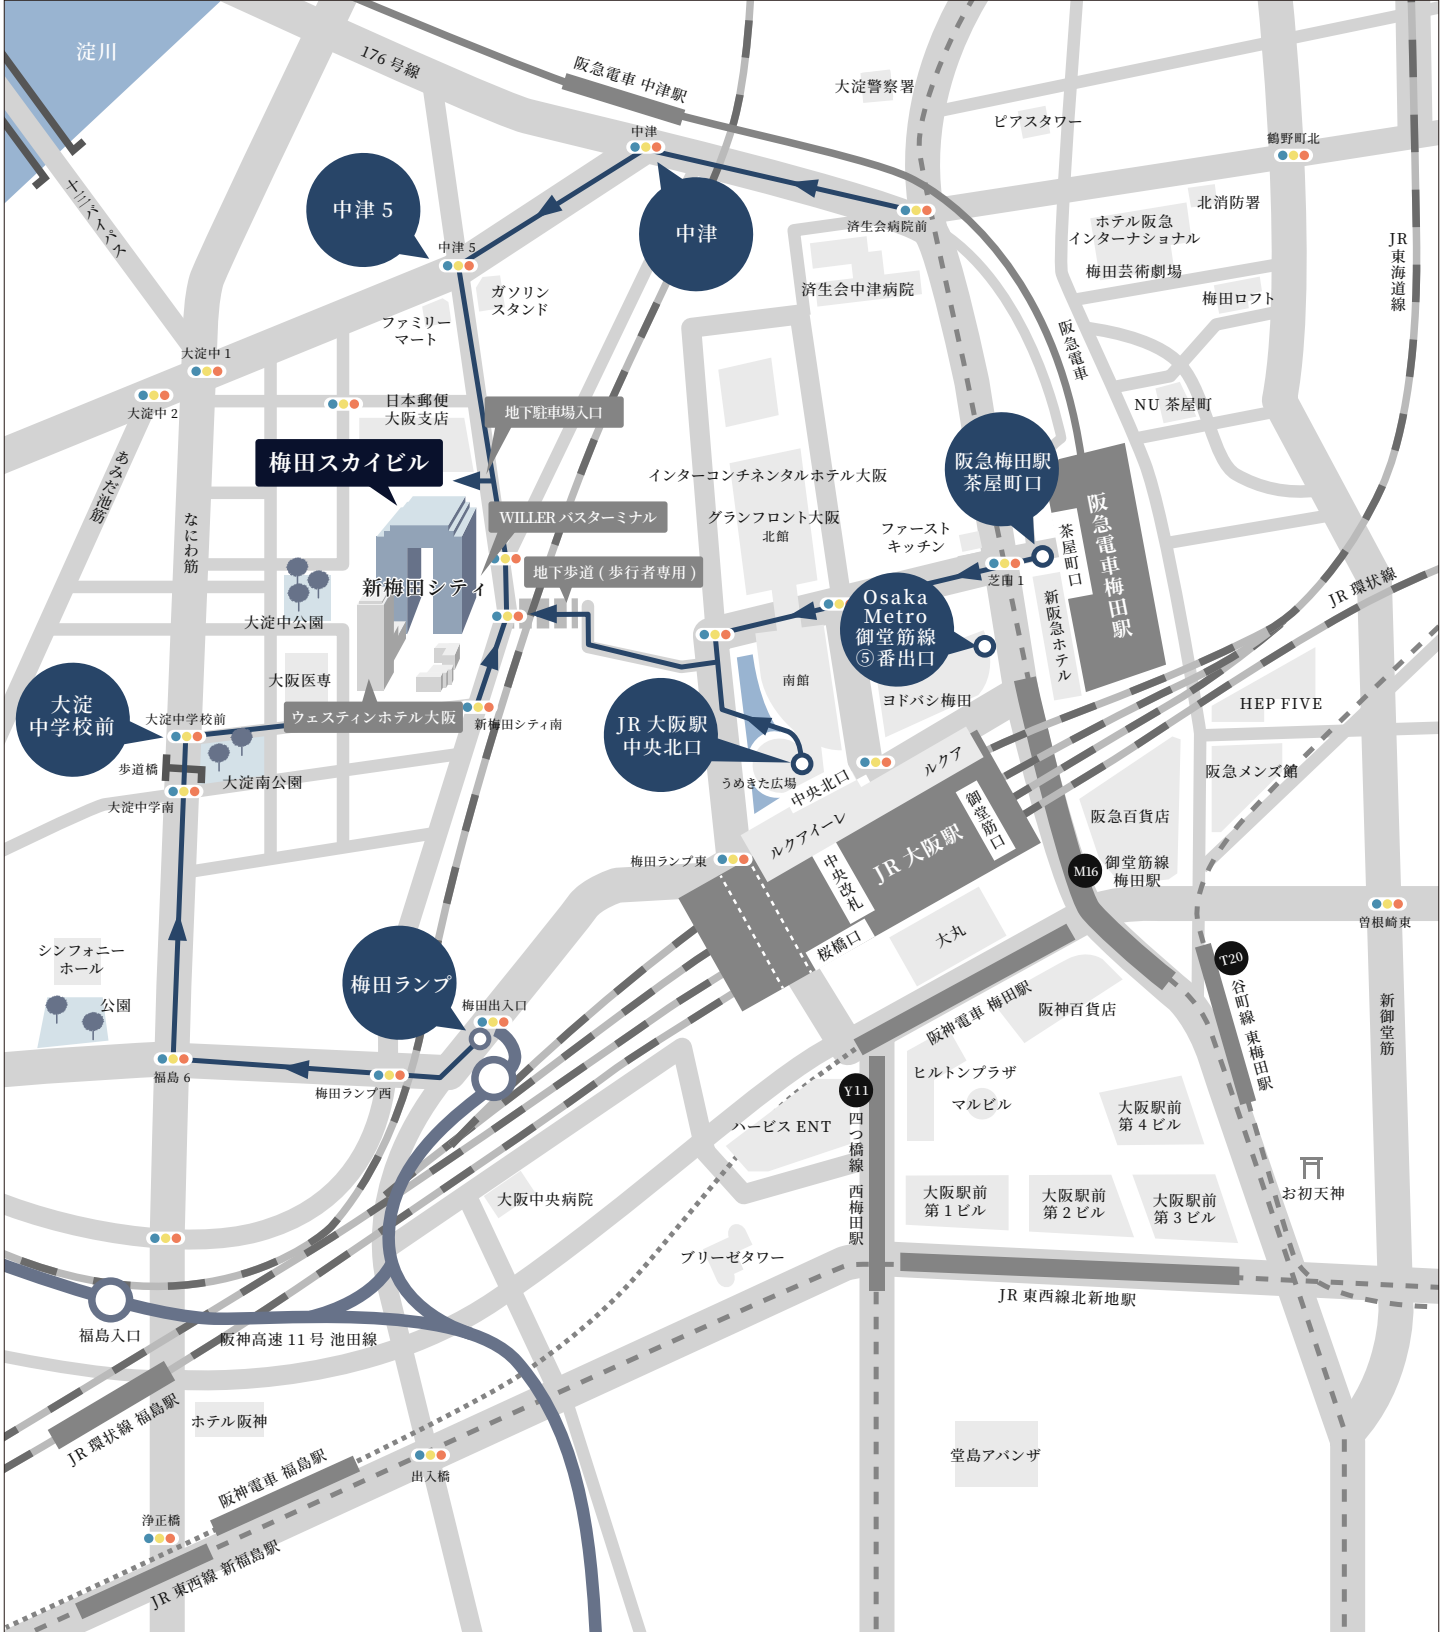 淀川
176 号線
阪急電車 中津駅
大淀警察署
ピアスタワー
中津
鶴野町北
十三バイパス
中津 5
中津
北消防署
済生会病院前
ホテル阪急
インターナショナル
JR 東海道線
中津 5
梅田芸術劇場
済生会中津病院
ガソリン
スタンド
梅田ロフト
ファミリー
マート
阪急電車
大淀中 1
大淀中 2
日本郵便
大阪支店
地下駐車場入口
NU 茶屋町
あみだ池筋
梅田スカイビル
阪急梅田駅
茶屋町口
インターコンチネンタルホテル大阪
なにわ筋
WILLER バスターミナル
グランフロント大阪
北館
ファースト
キッチン
茶屋町口
阪急電車梅田駅
新梅田シティ
地下歩道 ( 歩行者専用 )
芝田 1
JR 環状線
Osaka
Metro
御堂筋線
⑤番出口
新阪急ホテル
大淀中公園
大阪医専
南館
大淀
中学校前
大淀中学校前
ウェスティンホテル大阪
新梅田シティ南
JR 大阪駅
中央北口
ヨドバシ梅田
HEP FIVE
歩道橋
大淀南公園
大淀中学南
うめきた広場
中央北口
ルクア
阪急メンズ館
御堂筋口
ルクアイーレ
阪急百貨店
梅田ランプ東
中央改札
JR 大阪駅
M16
御堂筋線
梅田駅
曽根崎東
シンフォニー
ホール
桜橋口
大丸
T20
梅田ランプ
公園
梅田出入口
阪神電車 梅田駅
阪神百貨店
谷町線 東梅田駅
新御堂筋
福島 6
梅田ランプ西
ヒルトンプラザ
Y11
マルビル
ハービス ENT
大阪駅前
第 4 ビル
四つ橋線 西梅田駅
お初天神
大阪中央病院
大阪駅前
第 1 ビル
大阪駅前
第 2 ビル
大阪駅前
第 3 ビル
ブリーゼタワー
JR 東西線北新地駅
福島入口
阪神高速 11 号 池田線
JR 環状線 福島駅
ホテル阪神
堂島アバンザ
阪神電車 福島駅
出入橋
浄正橋
JR 東西線 新福島駅